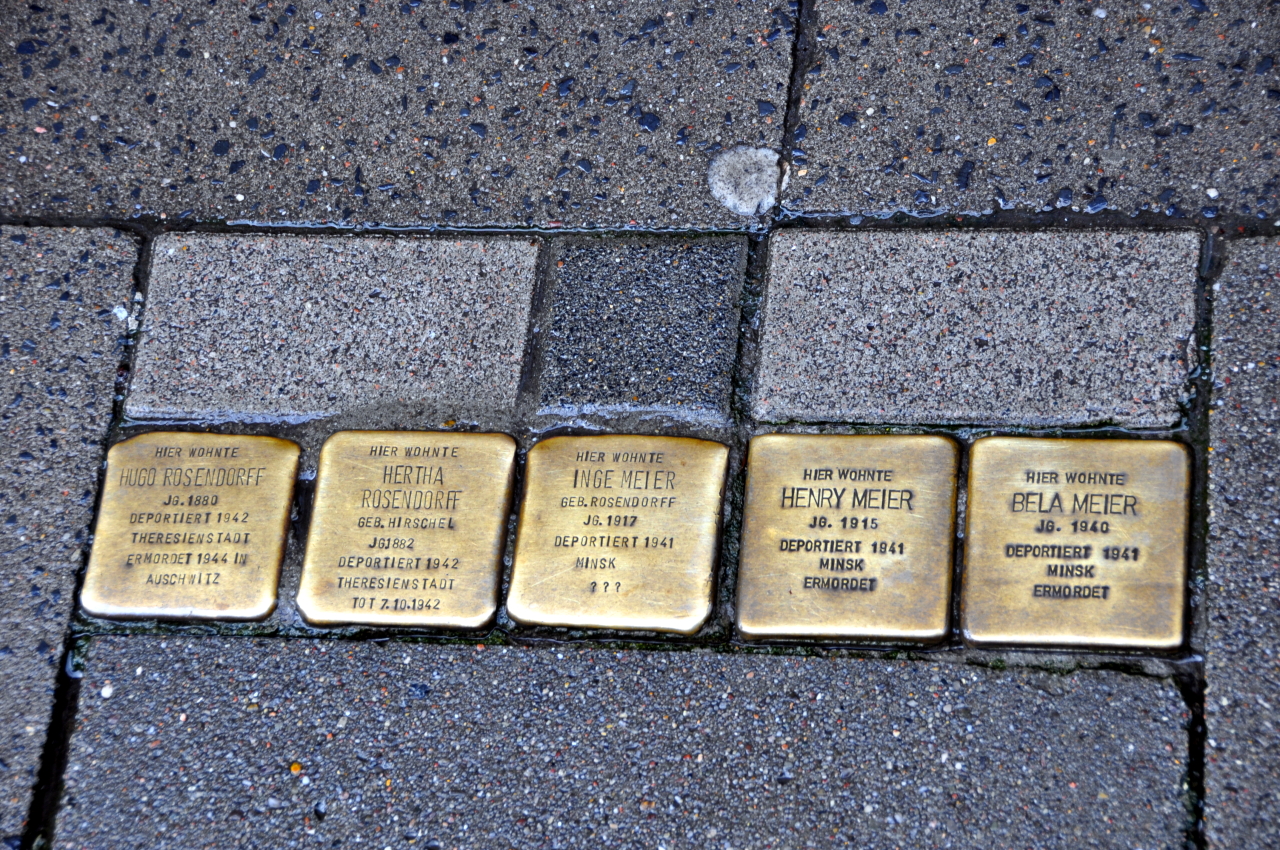 HIER WOHNTE
HUGO ROSENDORFF
JG. 1880
DEPORTIERT 1942
THERESIENSTADT
ERMORDET 1944 IN
AUSCHWITZ
HIER WOHNTE
HERTHA
ROSENDORFF
GEB. HIRSCHEL
JG.1882
DEPORTIERT 1942
THERESIENSTADT
TOT 7.10.1942
HIER WOHNTE
INGE MEIER
GEB. ROSENDORFF
JG. 1917
DEPORTIERT 1941
MINSK
???
HIER WOHNTE
HENRY MEIER
JG. 1915
DEPORTIERT 1941
MINSK
ERMORDET
HIER WOHNTE
BELA MEIER
JG. 1940
DEPORTIERT 1941
MINSK
ERMORDET